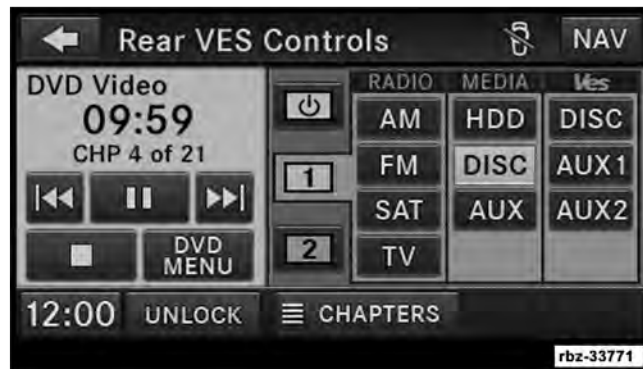 Rear VES Controls
NAV
DVD Video
09:59
CHP 4 of 21
DVD
MENU
1
2
RADIO
AM
FM
SAT
TV
MEDIA
HDD
DISC
AUX
Ves
DISC
AUX1
AUX2
12:00
UNLOCK
CHAPTERS
rbz-33771